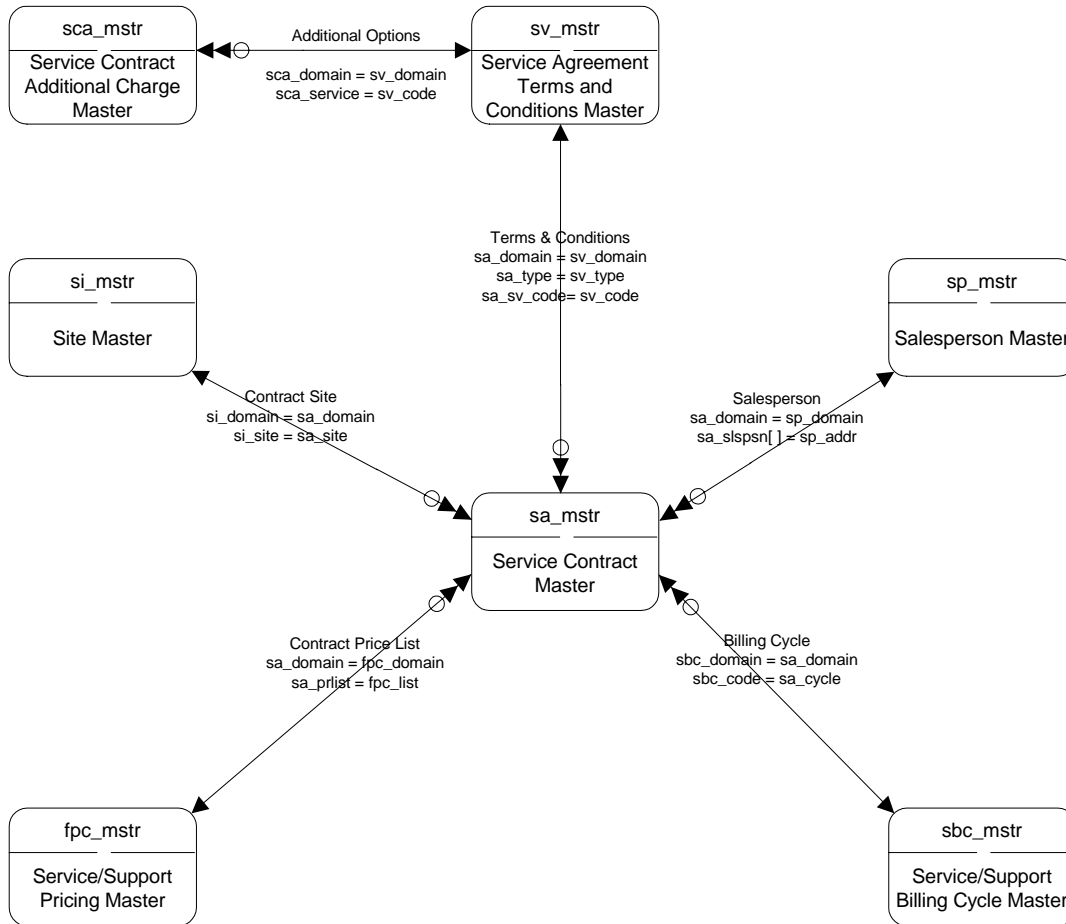 sca_mstr
Service Contract
Additional Charge
Master
Additional Options
sca_domain = sv_domain
sca_service = sv_code
sv_mstr
Service Agreement
Terms and
Conditions Master
Terms & Conditions
sa_domain = sv_domain
sa_type = sv_type
sa_sv_code= sv_code
si_mstr
Site Master
sp_mstr
Salesperson Master
Contract Site
si_domain = sa_domain
si_site = sa_site
Salesperson
sa_domain = sp_domain
sa_slspsn[ ] = sp_addr
sa_mstr
Service Contract
Master
Contract Price List
sa_domain = fpc_domain
sa_prlist = fpc_list
Billing Cycle
sbc_domain = sa_domain
sbc_code = sa_cycle
fpc_mstr
Service/Support
Pricing Master
sbc_mstr
Service/Support
Billing Cycle Master